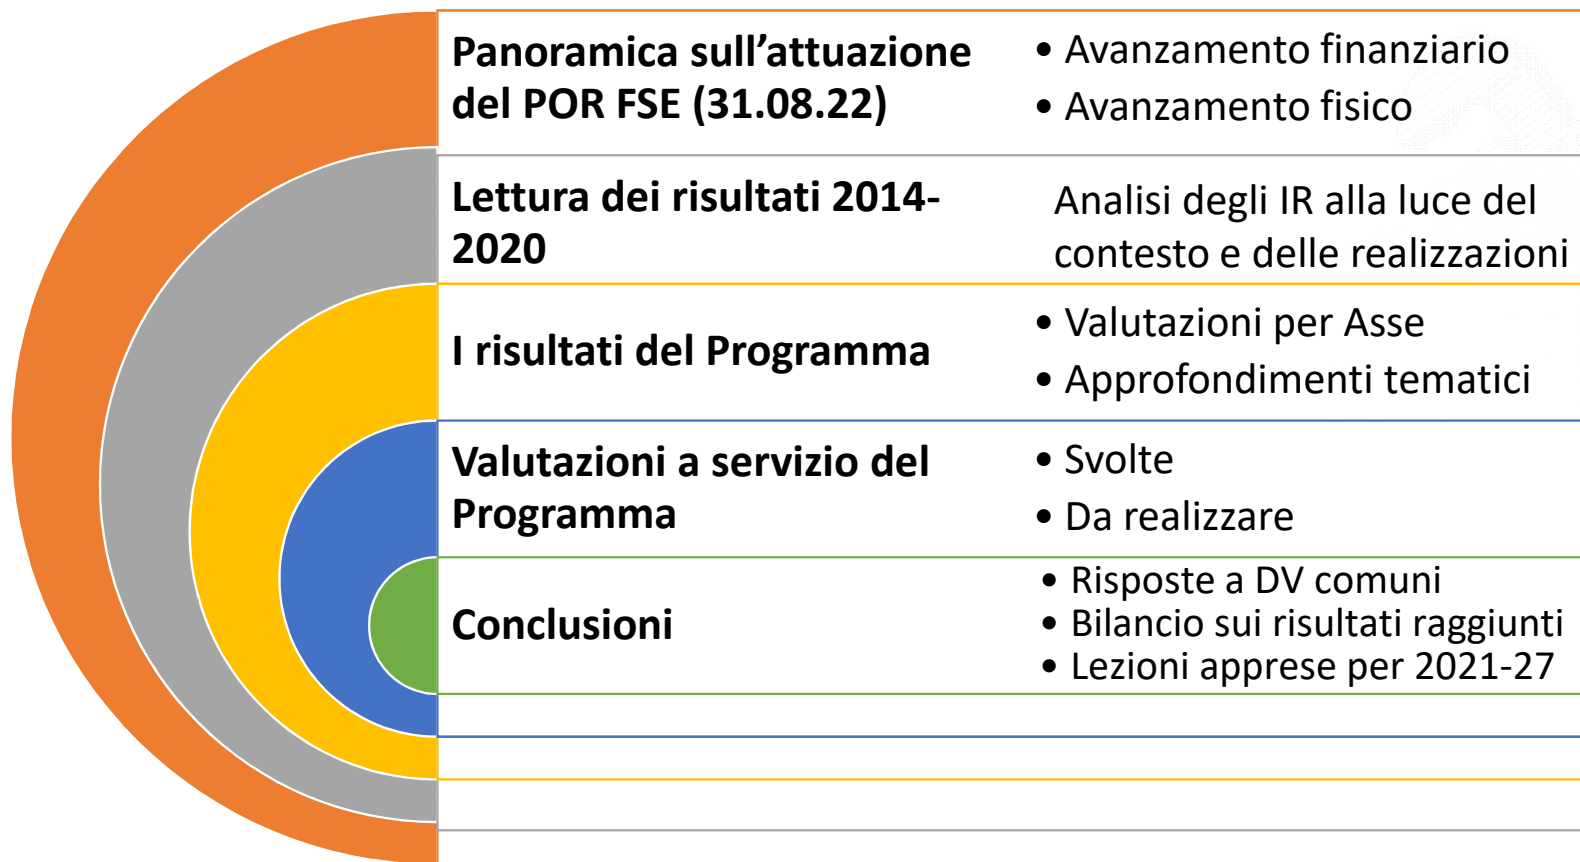 Panoramica sull’attuazione
del POR FSE (31.08.22)
• Avanzamento finanziario
• Avanzamento fisico
Lettura dei risultati 2014-
2020
Analisi degli IR alla luce del
contesto e delle realizzazioni
I risultati del Programma
• Valutazioni per Asse
• Approfondimenti tematici
Valutazioni a servizio del
Programma
• Svolte
• Da realizzare
Conclusioni
• Risposte a DV comuni
• Bilancio sui risultati raggiunti
• Lezioni apprese per 2021-27